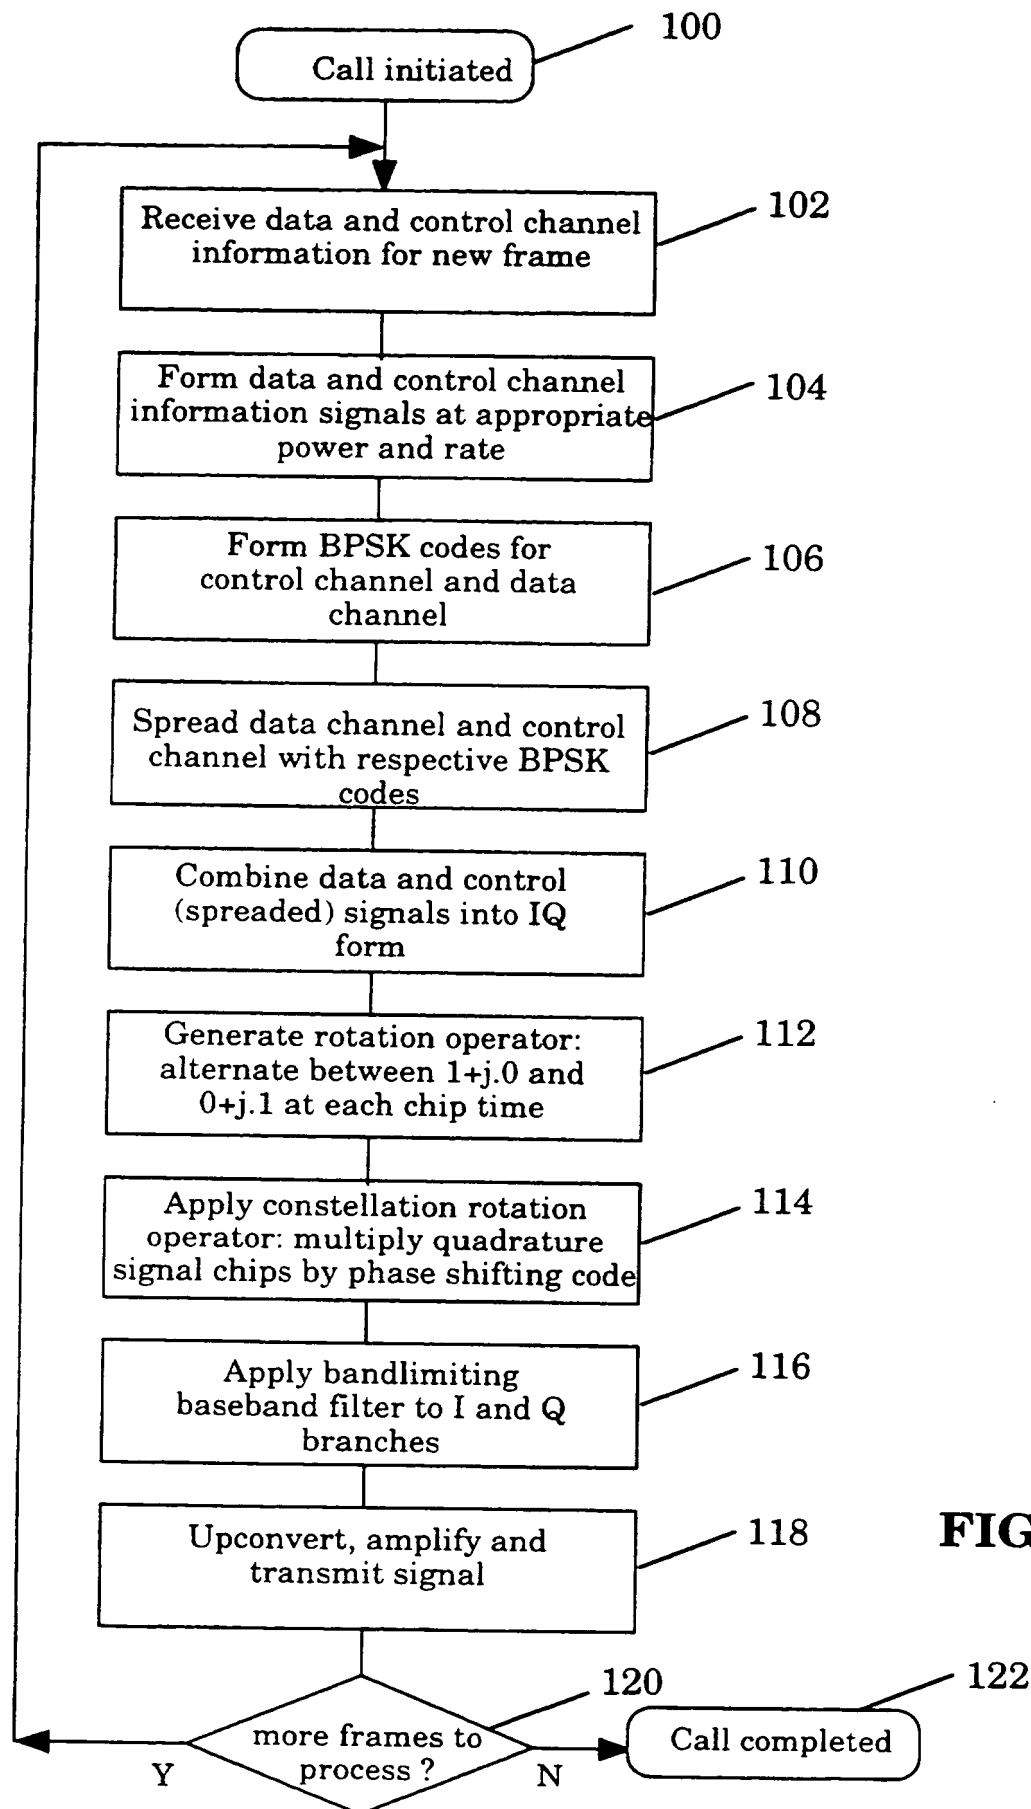 100
Call initiated
102
Receive data and control channel
information for new frame
104
Form data and control channel
information signals at appropriate
power and rate
106
Form BPSK codes for
control channel and data
channel
108
Spread data channel and control
channel with respective BPSK
codes
110
Combine data and control
(spreaded) signals into IQ
form
112
Generate rotation operator:
alternate between 1+j.0 and
0+j.1 at each chip time
114
Apply constellation rotation
operator: multiply quadrature
signal chips by phase shifting code
116
Apply bandlimiting
baseband filter to I and Q
branches
118
Upconvert, amplify and
transmit signal
FIG
120
122
more frames to
process ?
Y
N
Call completed